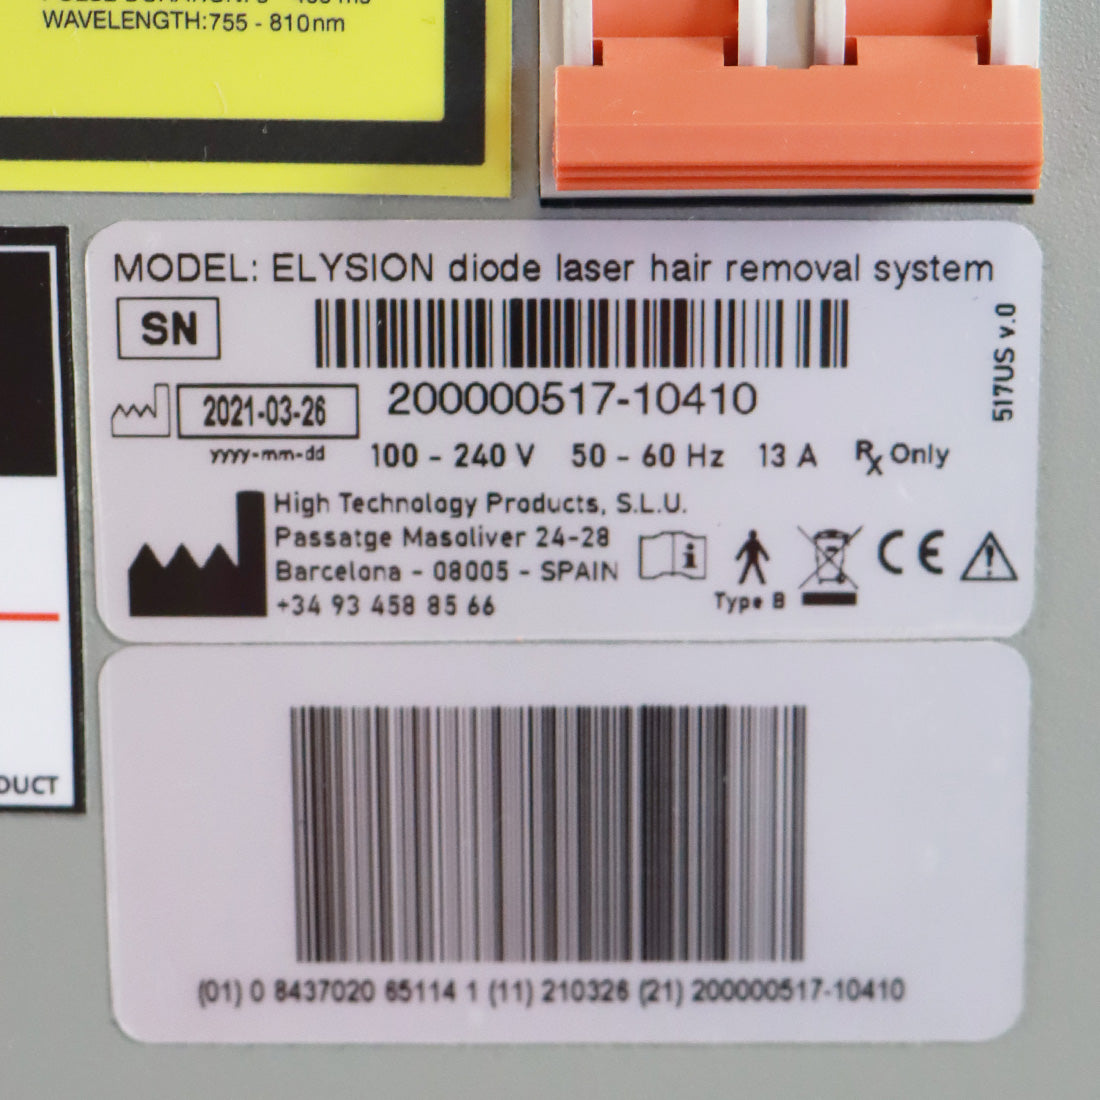 WAVELENGTH:755 - 810nm
MODEL: ELYSION diode laser hair removal system
SN
200000517-10410
2021-03-26
yyyy-mm-dd
100 - 240 V 50 - 60 Hz 13 A Rx Only
517US v.0
High Technology Products, S.L.U.
Passatge Masoliver 24-28
Barcelona - 08005 - SPAIN
+34 93 458 85 66
i
Type B
CE
DUCT
(01) 0 8437020 65114 1 (11) 210326 (21) 200000517-10410